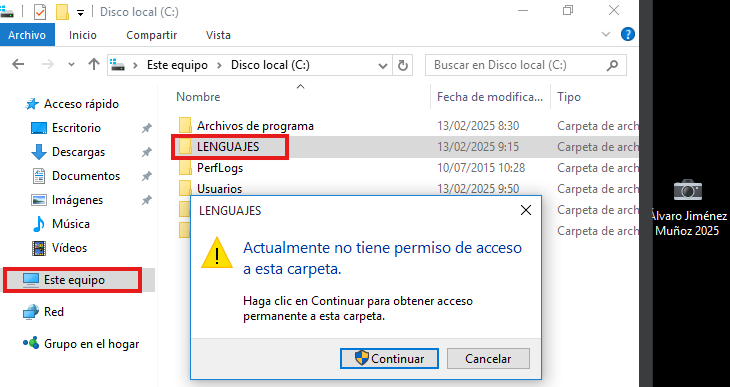 Disco local (C:)
Archivo Inicio Compartir Vista
Este equipo Disco local (C:) Buscar en Disco local (C:)
Nombre Fecha de modifica... Tipo
Acceso rápido
Escritorio
Descargas
Documentos
Imágenes
Música
Vídeos
Este equipo
Red
Grupo en el hogar
Archivos de programa 13/02/2025 8:30 Carpeta de arch
LENGUAJES 13/02/2025 9:15 Carpeta de arch
PerfLogs 10/07/2015 10:28 Carpeta de arch
Usuarios 13/02/2025 9:50 Carpeta de arch
Carpeta de arch
Carpeta de arch
LENGUAJES
Actualmente no tiene permiso de acceso
a esta carpeta.
Haga clic en Continuar para obtener acceso
permanente a esta carpeta.
Continuar Cancelar
Álvaro Jiménez
Muñoz 2025